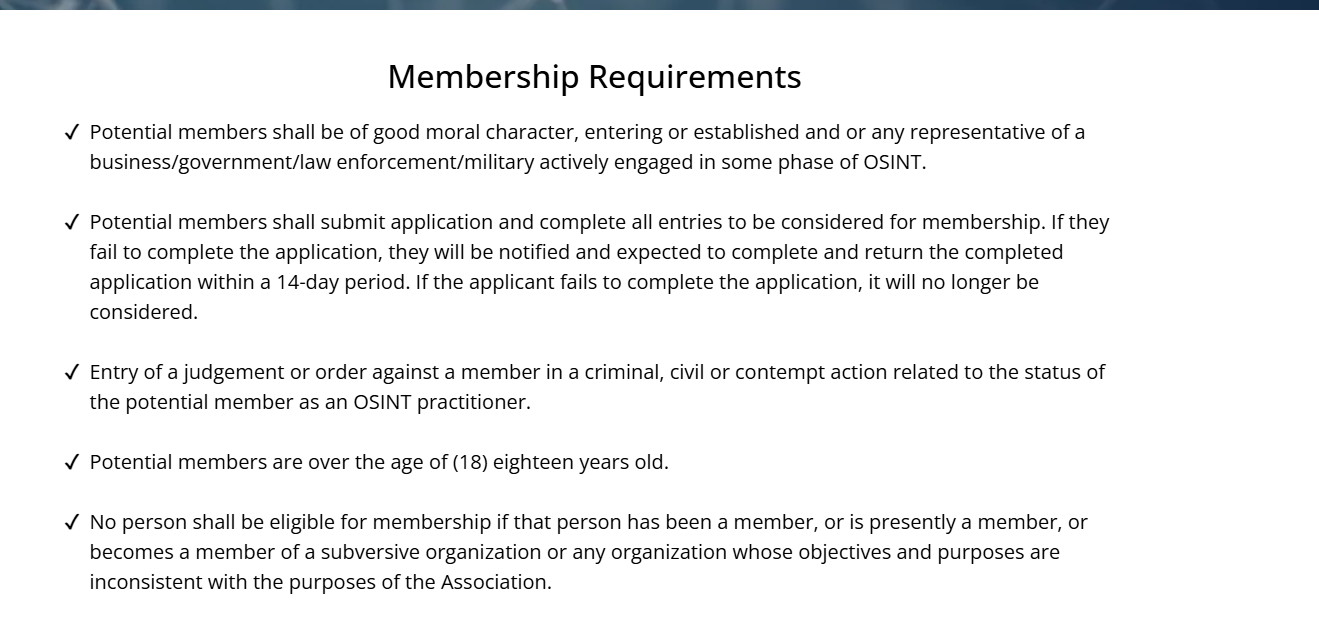 Membership Requirements
✓ Potential members shall be of good moral character, entering or established and or any representative of a
business/government/law enforcement/military actively engaged in some phase of OSINT.
✓ Potential members shall submit application and complete all entries to be considered for membership. If they
fail to complete the application, they will be notified and expected to complete and return the completed
application within a 14-day period. If the applicant fails to complete the application, it will no longer be
considered.
✓ Entry of a judgement or order against a member in a criminal, civil or contempt action related to the status of
the potential member as an OSINT practitioner.
✓ Potential members are over the age of (18) eighteen years old.
✓ No person shall be eligible for membership if that person has been a member, or is presently a member, or
becomes a member of a subversive organization or any organization whose objectives and purposes are
inconsistent with the purposes of the Association.